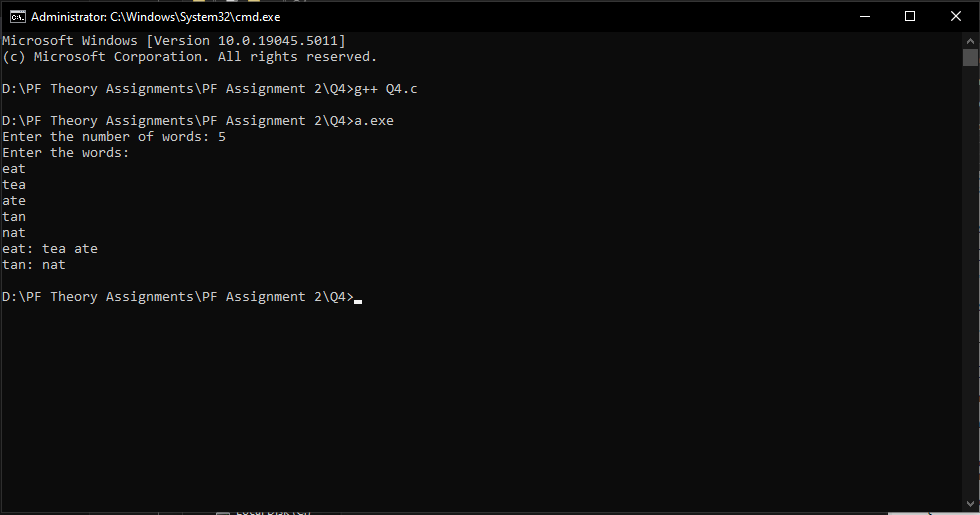 Administrator: C:\Windows\System32\cmd.exe
Microsoft Windows [Version 10.0.19045.5011]
(c) Microsoft Corporation. All rights reserved.
D:\PF Theory Assignments\PF Assignment 2\Q4>g++ Q4.c
D:\PF Theory Assignments\PF Assignment 2\Q4>a.exe
Enter the number of words: 5
Enter the words:
eat
tea
ate
tan
nat
eat: tea ate
tan: nat
D:\PF Theory Assignments\PF Assignment 2\Q4>